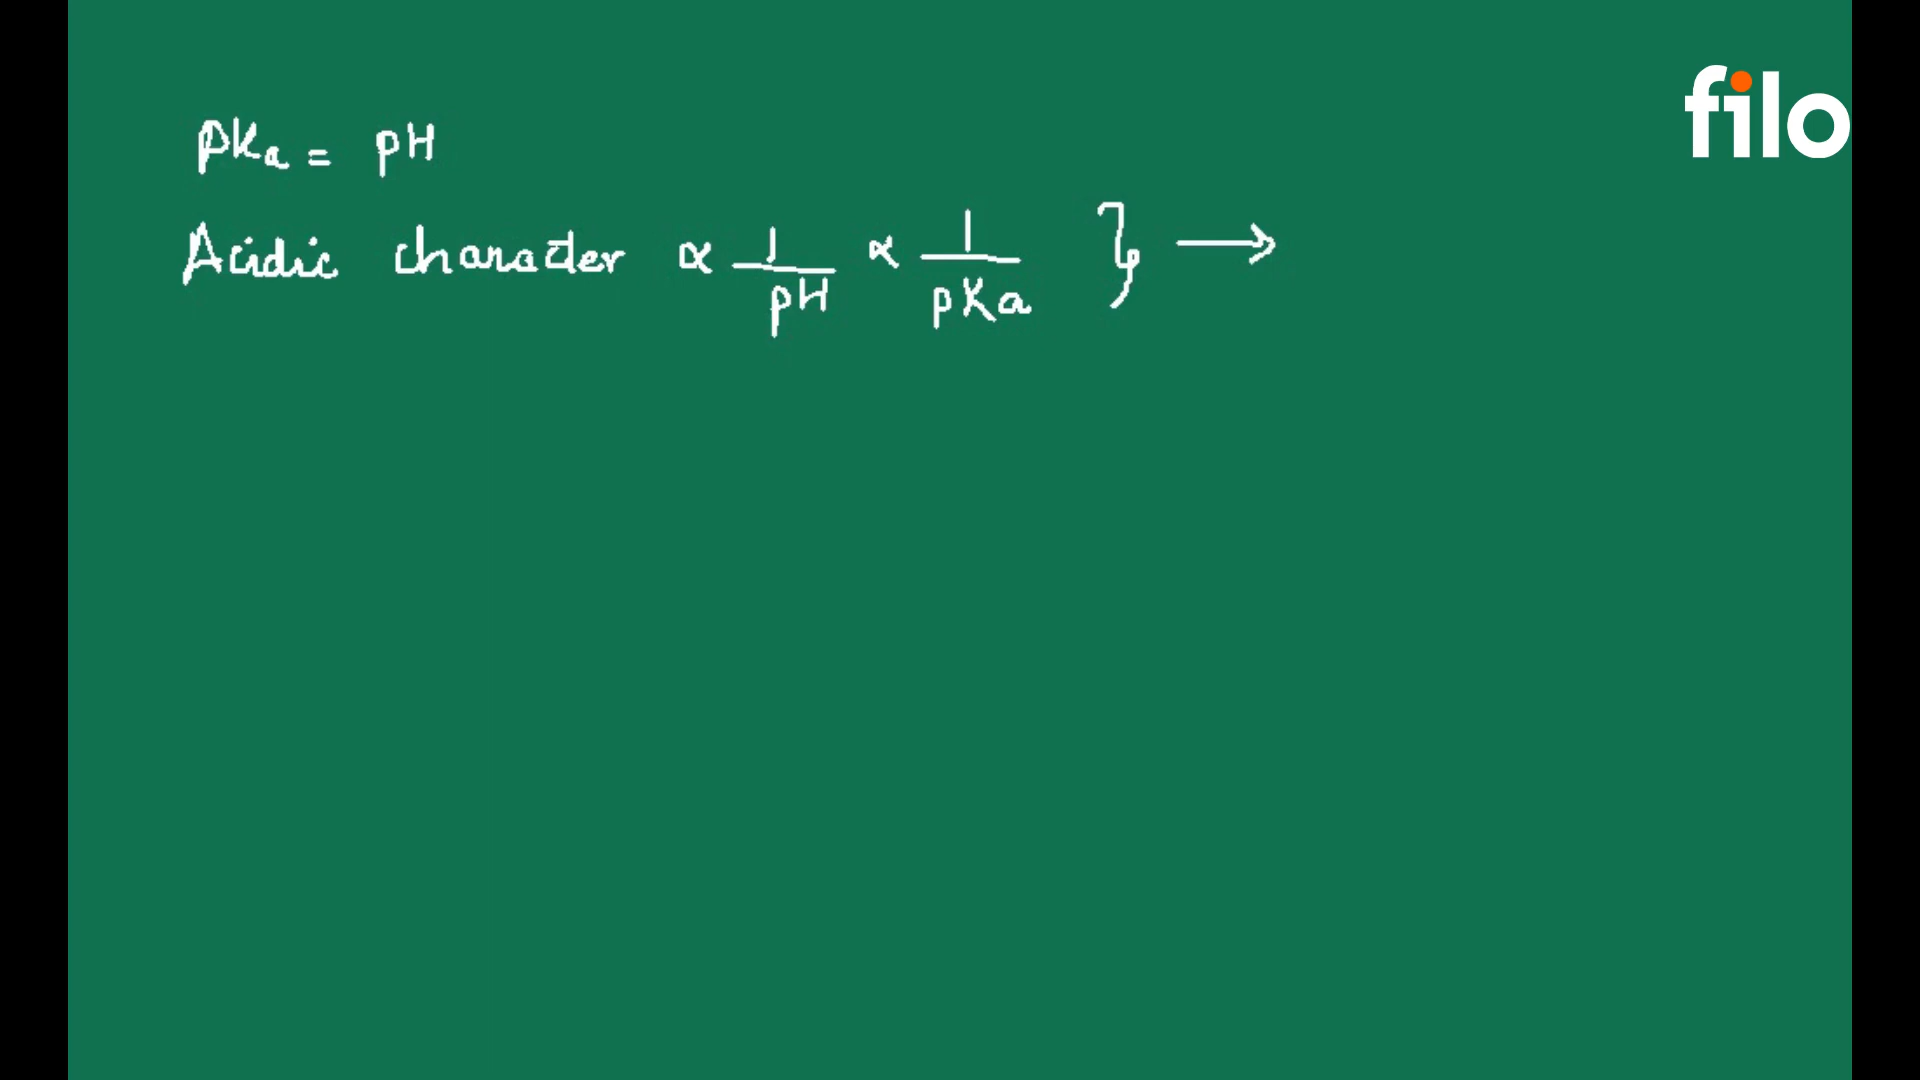 filo
pKa = pH
Acidic character ∝ 1/pH ∝ 1/pKa } →